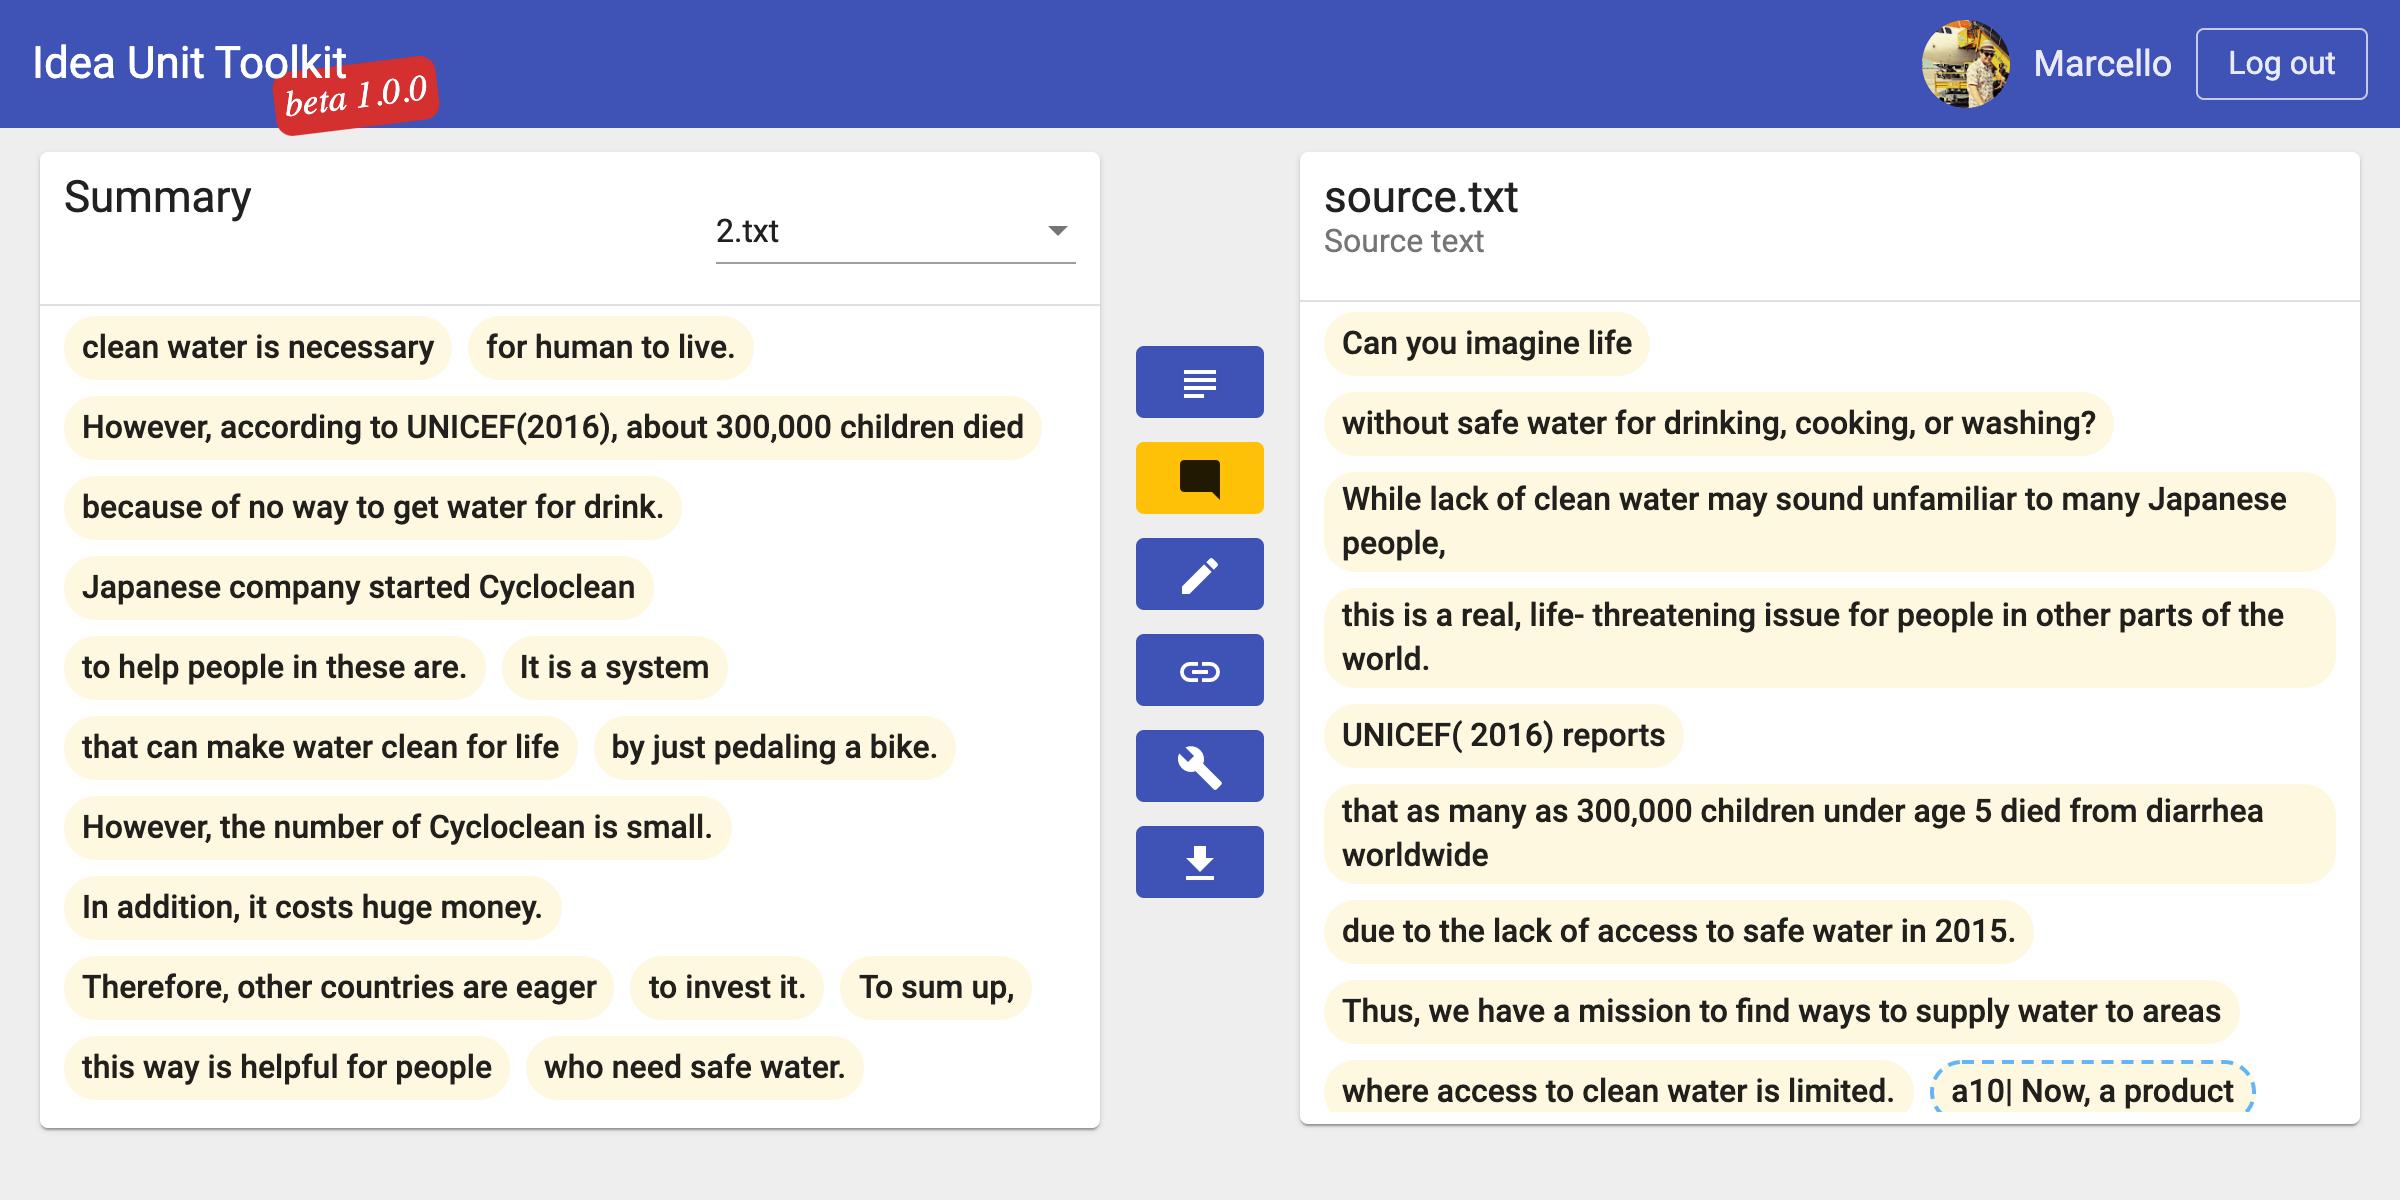 Idea Unit Toolkit
beta 1.0.0
Marcello
Log out
Summary
2.txt
clean water is necessary for human to live.
However, according to UNICEF(2016), about 300,000 children died
because of no way to get water for drink.
Japanese company started Cycloclean
to help people in these are. It is a system
that can make water clean for life by just pedaling a bike.
However, the number of Cycloclean is small.
In addition, it costs huge money.
Therefore, other countries are eager to invest it. To sum up,
this way is helpful for people who need safe water.
source.txt
Source text
Can you imagine life
without safe water for drinking, cooking, or washing?
While lack of clean water may sound unfamiliar to many Japanese
people,
this is a real, life- threatening issue for people in other parts of the
world.
UNICEF( 2016) reports
that as many as 300,000 children under age 5 died from diarrhea
worldwide
due to the lack of access to safe water in 2015.
Thus, we have a mission to find ways to supply water to areas
where access to clean water is limited. a10| Now, a product